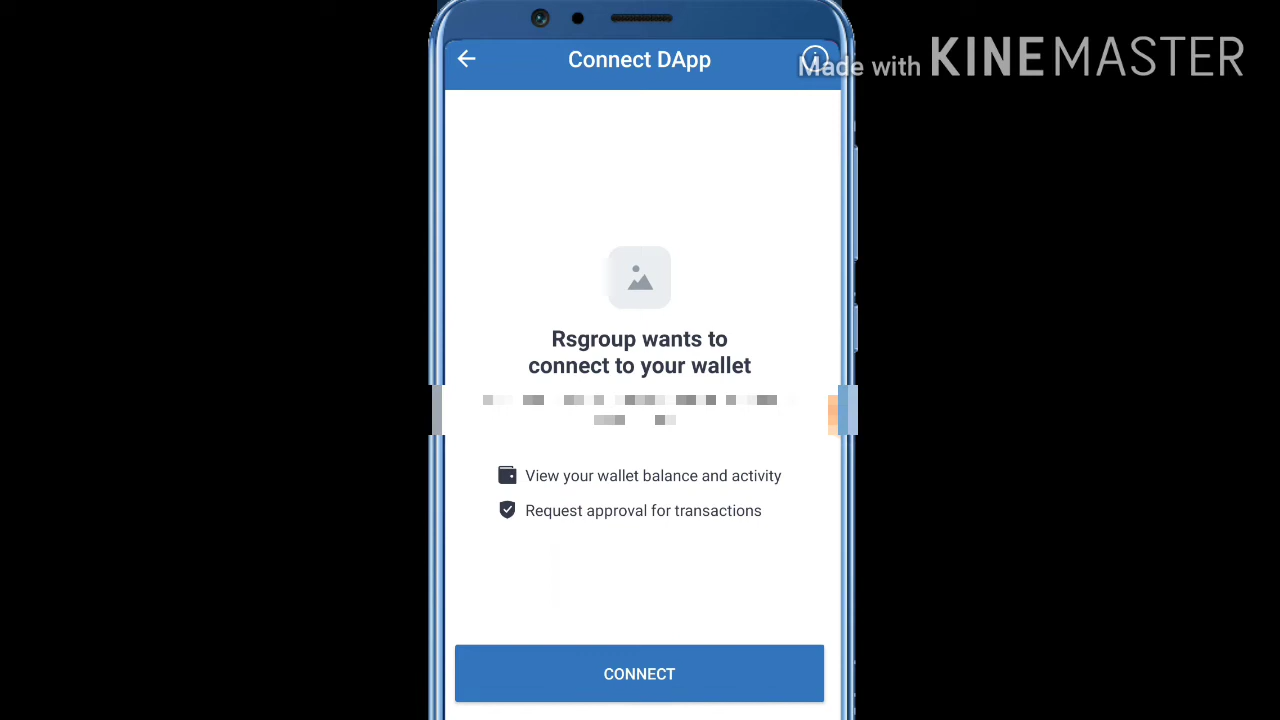 Connect DApp
Made with KINEMASTER
Rsgroup wants to
connect to your wallet
View your wallet balance and activity
Request approval for transactions
CONNECT